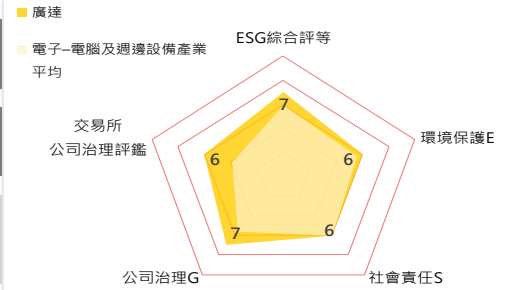 廣達
電子–電腦及週邊設備產業
平均
ESG綜合評等
7
交易所
公司治理評鑑
6
6
環境保護E
7
6
公司治理G
社會責任S